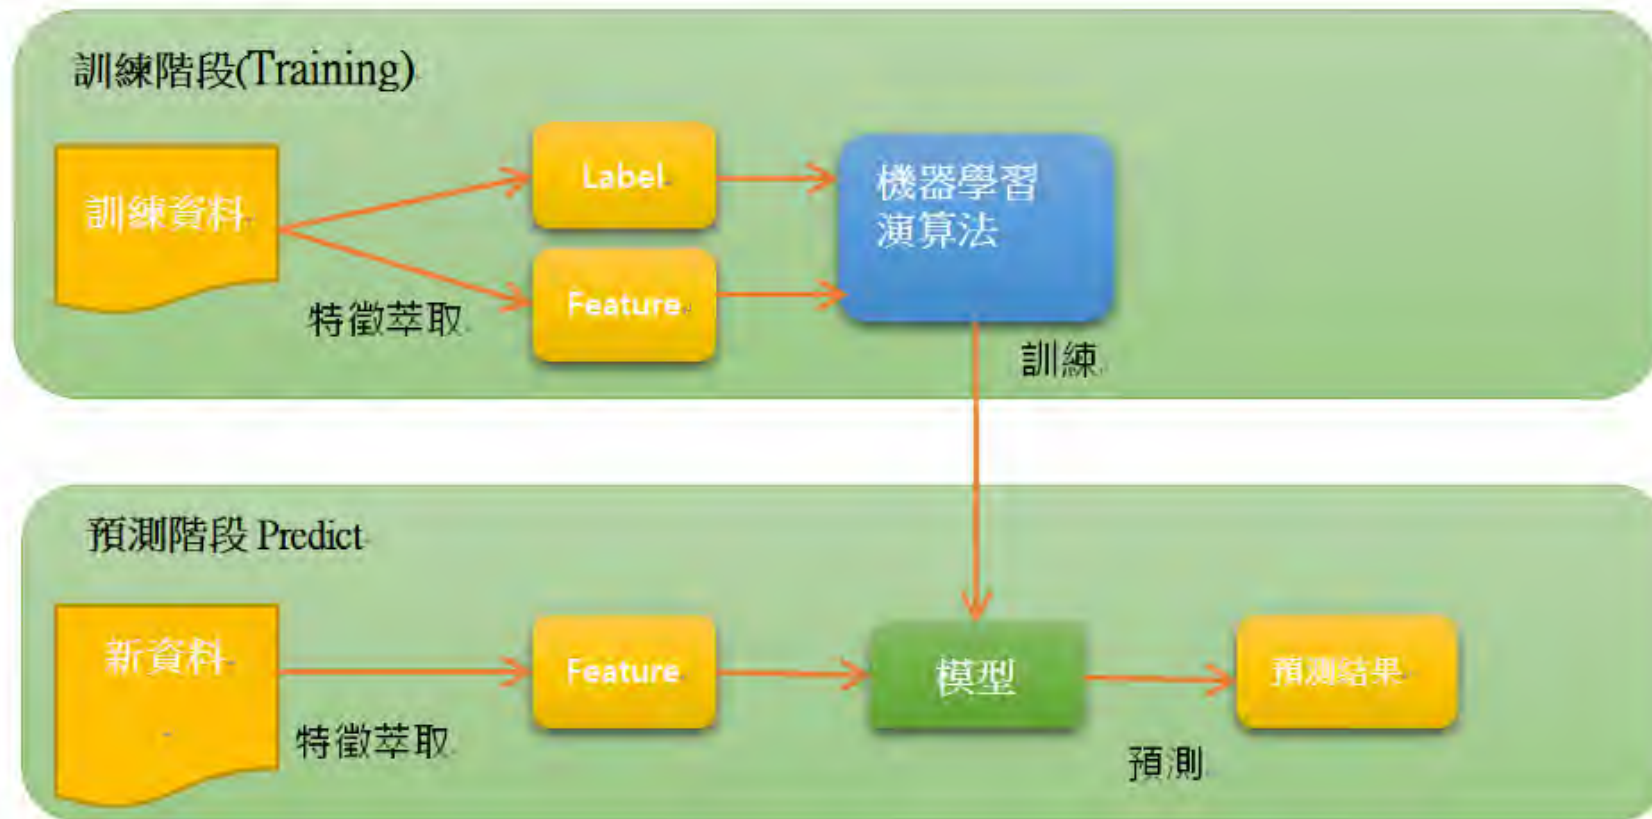 訓練階段(Training)
訓練資料
Label
機器學習
演算法
特徵萃取
Feature
訓練
預測階段 Predict
新資料
Feature
模型
預測結果
特徵萃取
預測